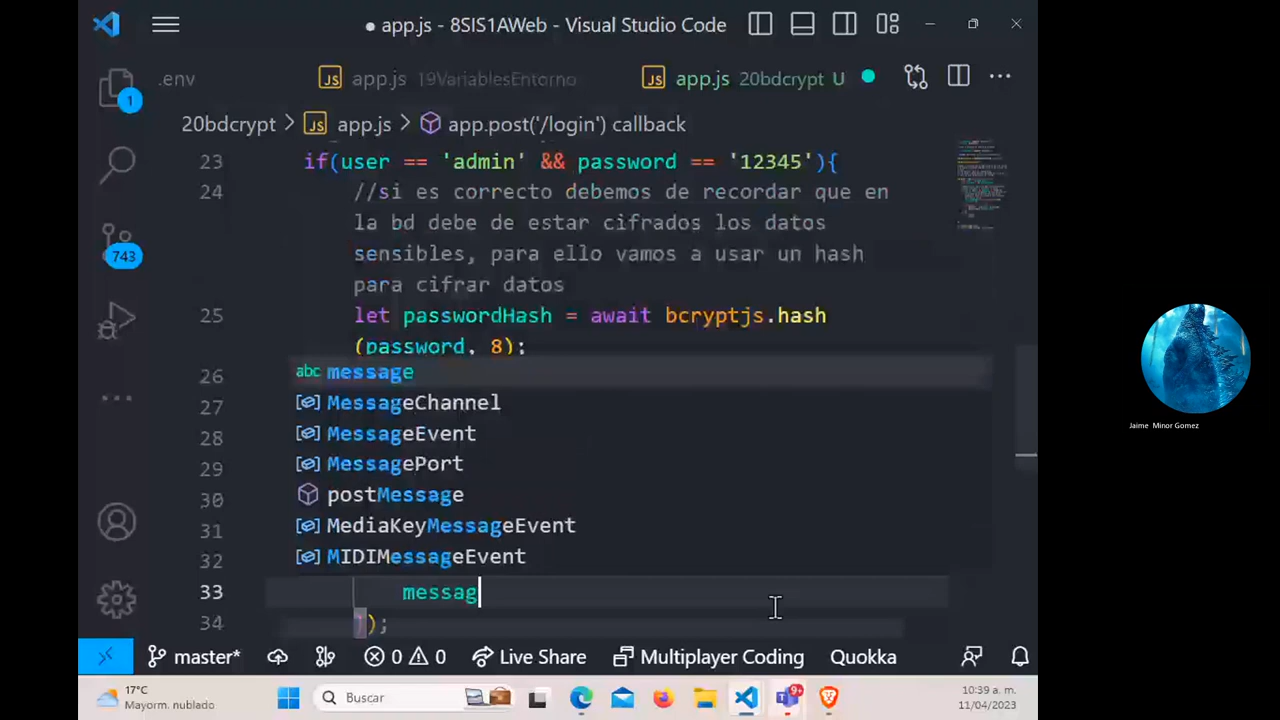 app.js - 8SIS1AWeb - Visual Studio Code
.env
JS app.js 19VariablesEntorno
JS app.js 20bdcrypt U
20bdcrypt > JS app.js > app.post('/login') callback
1
743
23 if(user == 'admin' && password == '12345'){
24 //si es correcto debemos de recordar que en
la bd debe de estar cifrados los datos
sensibles, para ello vamos a usar un hash
para cifrar datos
25 let passwordHash = await bcryptjs.hash
(password, 8);
26
abc message
27 MessageChannel
28 MessageEvent
29 MessagePort
30 postMessage
31 MediaKeyMessageEvent
32 MIDIMessageEvent
33 messag
34 });
master* 0 0 Live Share Multiplayer Coding Quokka
17°C
Mayorm. nublado
Buscar
9+
10:39 a. m.
11/04/2023
Jaime Minor Gomez